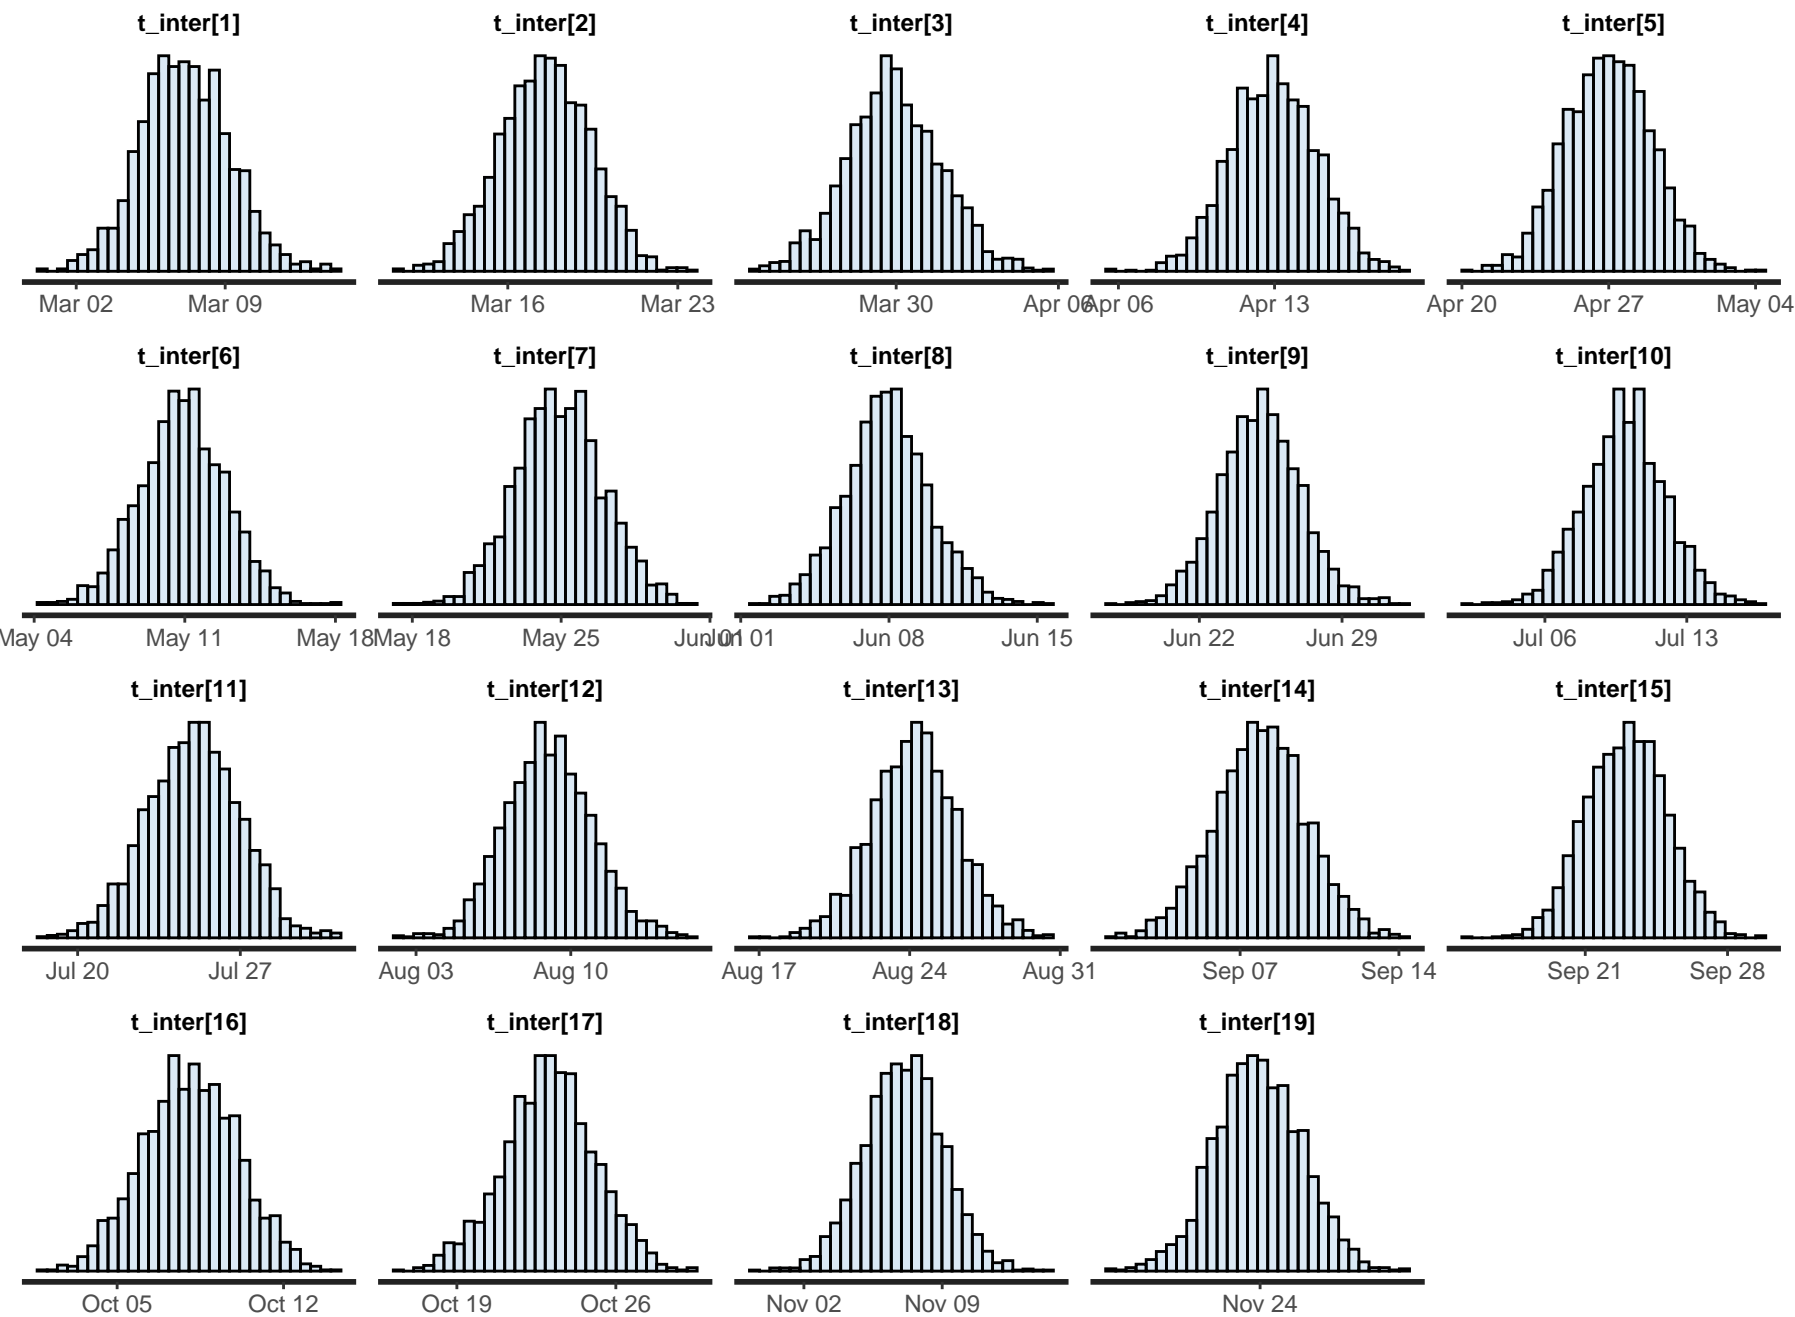 t_inter[1] t_inter[2] t_inter[3] t_inter[4] t_inter[5]
Mar 02 Mar 09 Mar 16 Mar 23 Mar 30 Apr 06 Apr 06 Apr 13 Apr 20 Apr 27 May 04
t_inter[6] t_inter[7] t_inter[8] t_inter[9] t_inter[10]
May 04 May 11 May 18 May 18 May 25 Jun 01 Jun 01 Jun 08 Jun 15 Jun 22 Jun 29 Jul 06 Jul 13
t_inter[11] t_inter[12] t_inter[13] t_inter[14] t_inter[15]
Jul 20 Jul 27 Aug 03 Aug 10 Aug 17 Aug 24 Aug 31 Sep 07 Sep 14 Sep 21 Sep 28
t_inter[16] t_inter[17] t_inter[18] t_inter[19]
Oct 05 Oct 12 Oct 19 Oct 26 Nov 02 Nov 09 Nov 24